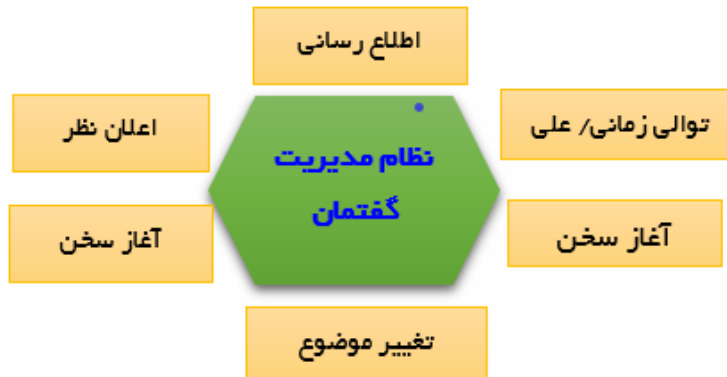 اطلاع رسانی
توالی زمانی/ علی
اعلان نظر
نظام مدیریت
گفتمان
آغاز سخن
آغاز سخن
تغییر موضوع